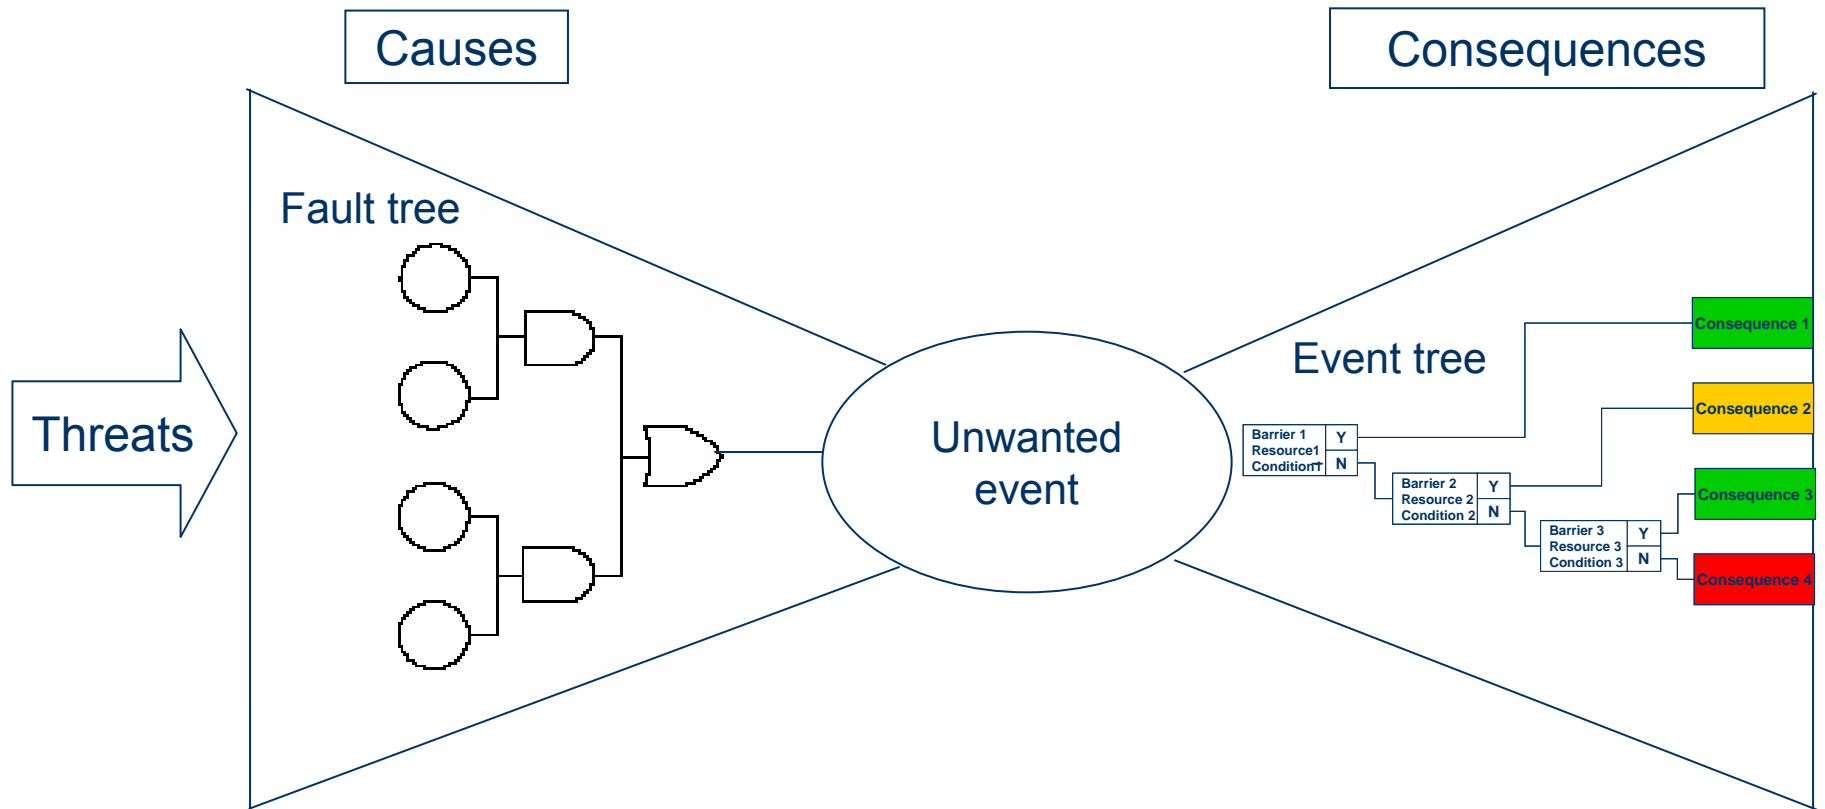 Causes
Consequences
Fault tree
Threats
Unwanted
event
Event tree
Barrier 1
Resource1
Condition1
Y
N
Barrier 2
Resource 2
Condition 2
Y
N
Barrier 3
Resource 3
Condition 3
Y
N
Consequence 1
Consequence 2
Consequence 3
Consequence 4